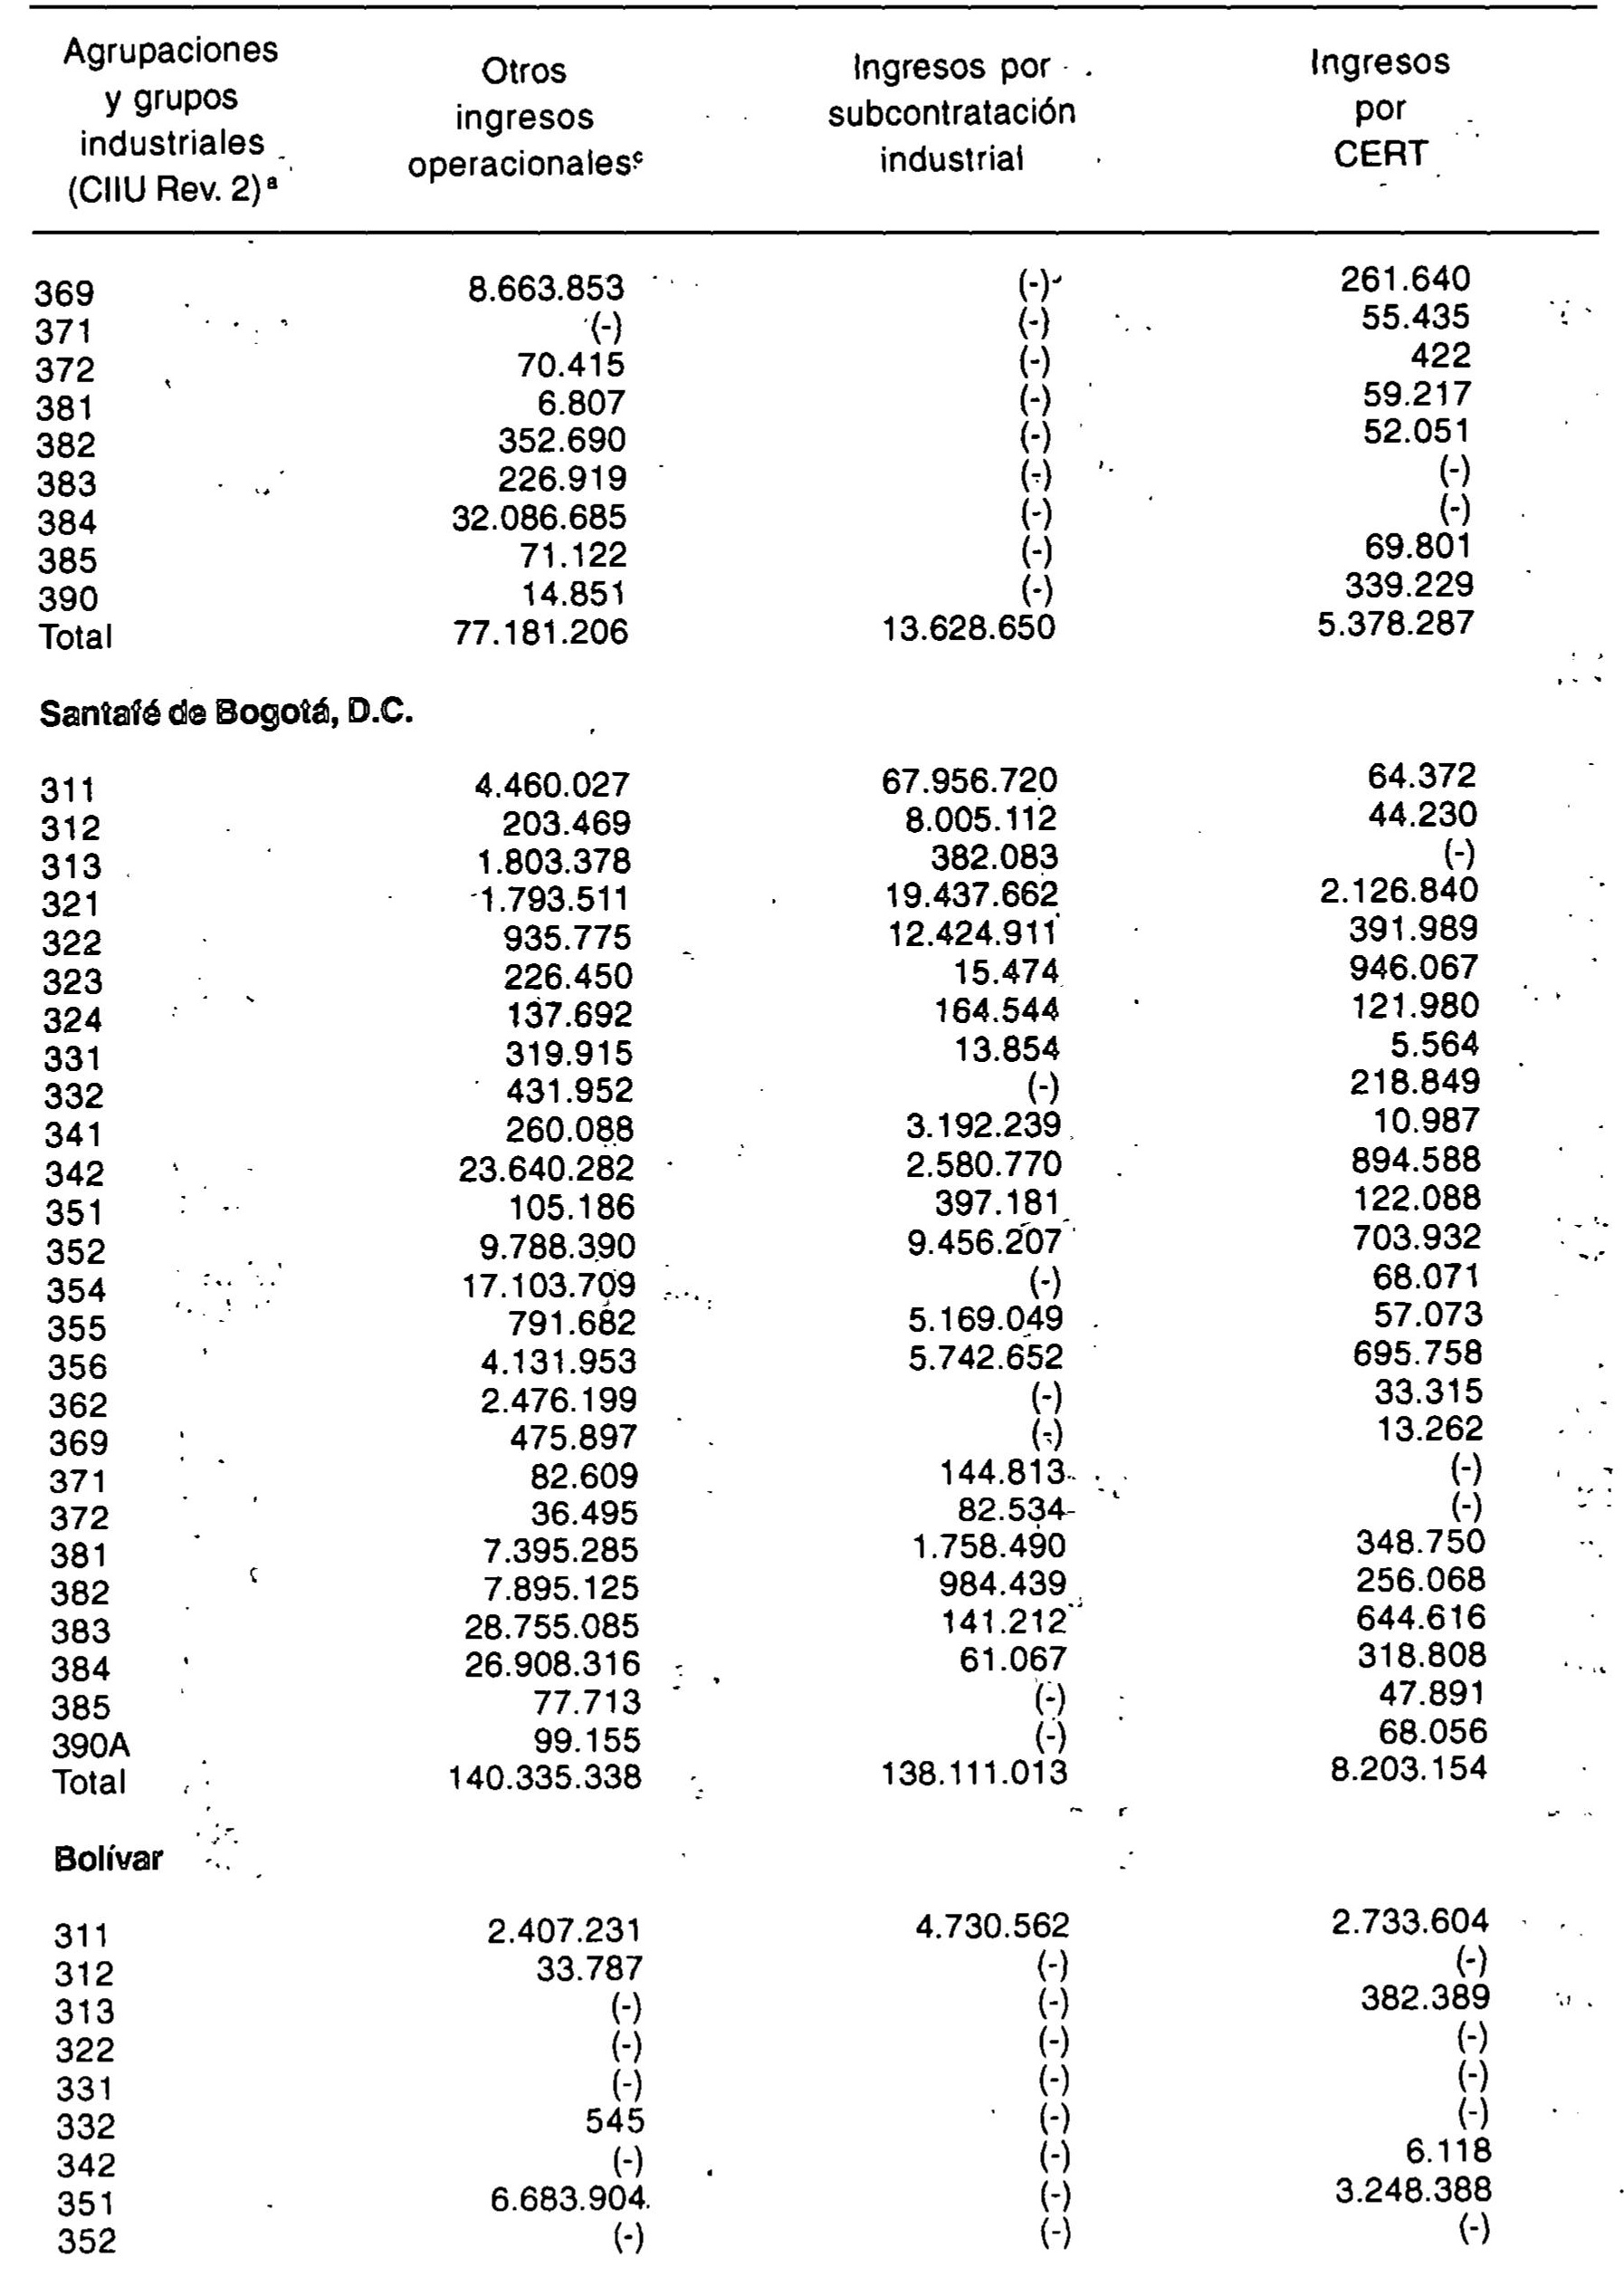 Agrupaciones
y grupos
industriales
(CIIU Rev. 2)ª
Otros
ingresos
operacionalesᶜ
Ingresos por
subcontratación
industrial
Ingresos
por
CERT
369 8.663.853 (-) 261.640
371 (-) (-) 55.435
372 70.415 (-) 422
381 6.807 (-) 59.217
382 352.690 (-) 52.051
383 226.919 (-) (-)
384 32.086.685 (-) (-)
385 71.122 (-) 69.801
390 14.851 (-) 339.229
Total 77.181.206 13.628.650 5.378.287
Santafé de Bogotá, D.C.
311 4.460.027 67.956.720 64.372
312 203.469 8.005.112 44.230
313 1.803.378 382.083 (-)
321 1.793.511 19.437.662 2.126.840
322 935.775 12.424.911 391.989
323 226.450 15.474 946.067
324 137.692 164.544 121.980
331 319.915 13.854 5.564
332 431.952 (-) 218.849
341 260.088 3.192.239 10.987
342 23.640.282 2.580.770 894.588
351 105.186 397.181 122.088
352 9.788.390 9.456.207 703.932
354 17.103.709 (-) 68.071
355 791.682 5.169.049 57.073
356 4.131.953 5.742.652 695.758
362 2.476.199 (-) 33.315
369 475.897 (-) 13.262
371 82.609 144.813 (-)
372 36.495 82.534 (-)
381 7.395.285 1.758.490 348.750
382 7.895.125 984.439 256.068
383 28.755.085 141.212 644.616
384 26.908.316 61.067 318.808
385 77.713 (-) 47.891
390A 99.155 (-) 68.056
Total 140.335.338 138.111.013 8.203.154
Bolívar
311 2.407.231 4.730.562 2.733.604
312 33.787 (-) (-)
313 (-) (-) 382.389
322 (-) (-) (-)
331 (-) (-) (-)
332 545 (-) (-)
342 (-) (-) 6.118
351 6.683.904 (-) 3.248.388
352 (-) (-) (-)